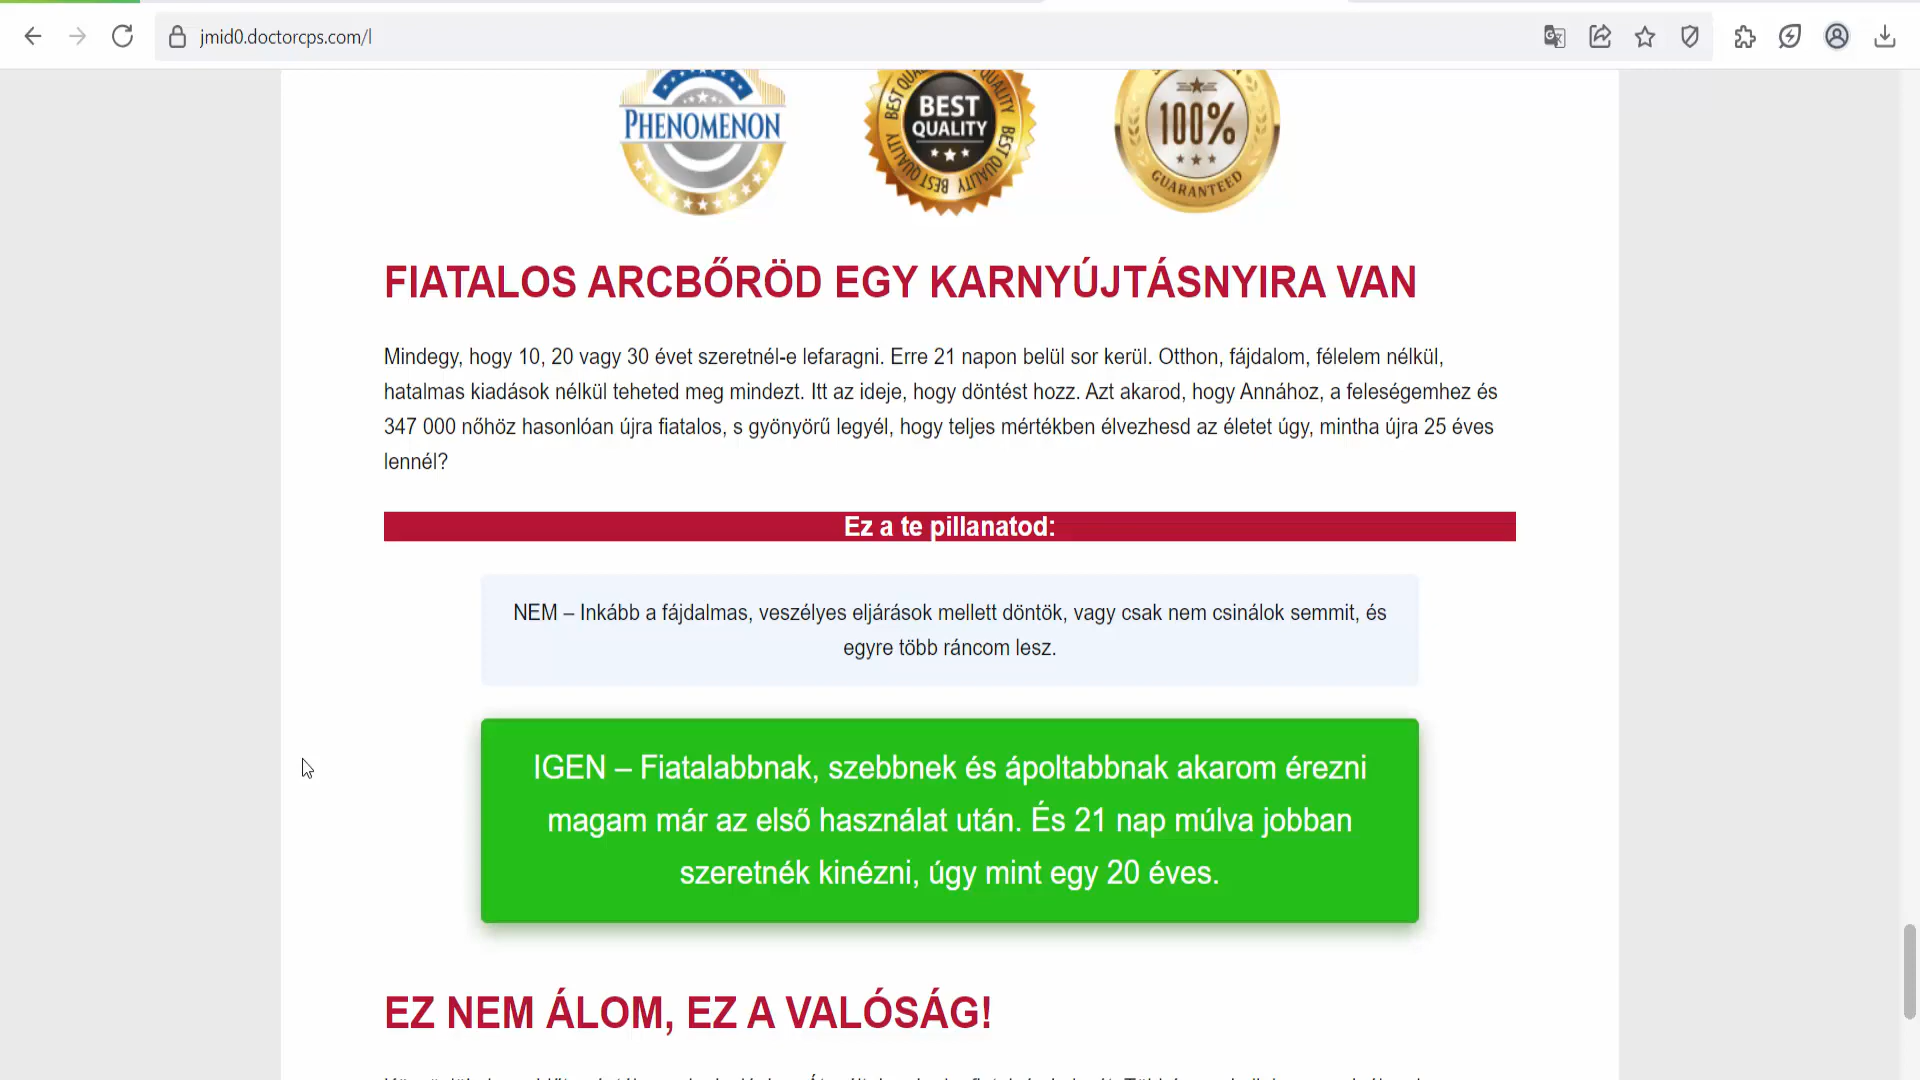 jmid0.doctorcps.com/l
PHENOMENON
BEST QUALITY
BEST
QUALITY
BEST QUALITY
BEST QUALITY
100%
GUARANTEED
FIATALOS ARCBŐRÖD EGY KARNYÚJTÁSNYIRA VAN
Mindegy, hogy 10, 20 vagy 30 évet szeretnél-e lefaragni. Erre 21 napon belül sor kerül. Otthon, fájdalom, félelem nélkül,
hatalmas kiadások nélkül teheted meg mindezt. Itt az ideje, hogy döntést hozz. Azt akarod, hogy Annához, a feleségemhez és
347 000 nőhöz hasonlóan újra fiatalos, s gyönyörű legyél, hogy teljes mértékben élvezhesd az életet úgy, mintha újra 25 éves
lennél?
Ez a te pillanatod:
NEM – Inkább a fájdalmas, veszélyes eljárások mellett döntök, vagy csak nem csinálok semmit, és
egyre több ráncom lesz.
IGEN – Fiatalabbnak, szebbnek és ápoltabbnak akarom érezni
magam már az első használat után. És 21 nap múlva jobban
szeretnék kinézni, úgy mint egy 20 éves.
EZ NEM ÁLOM, EZ A VALÓSÁG!